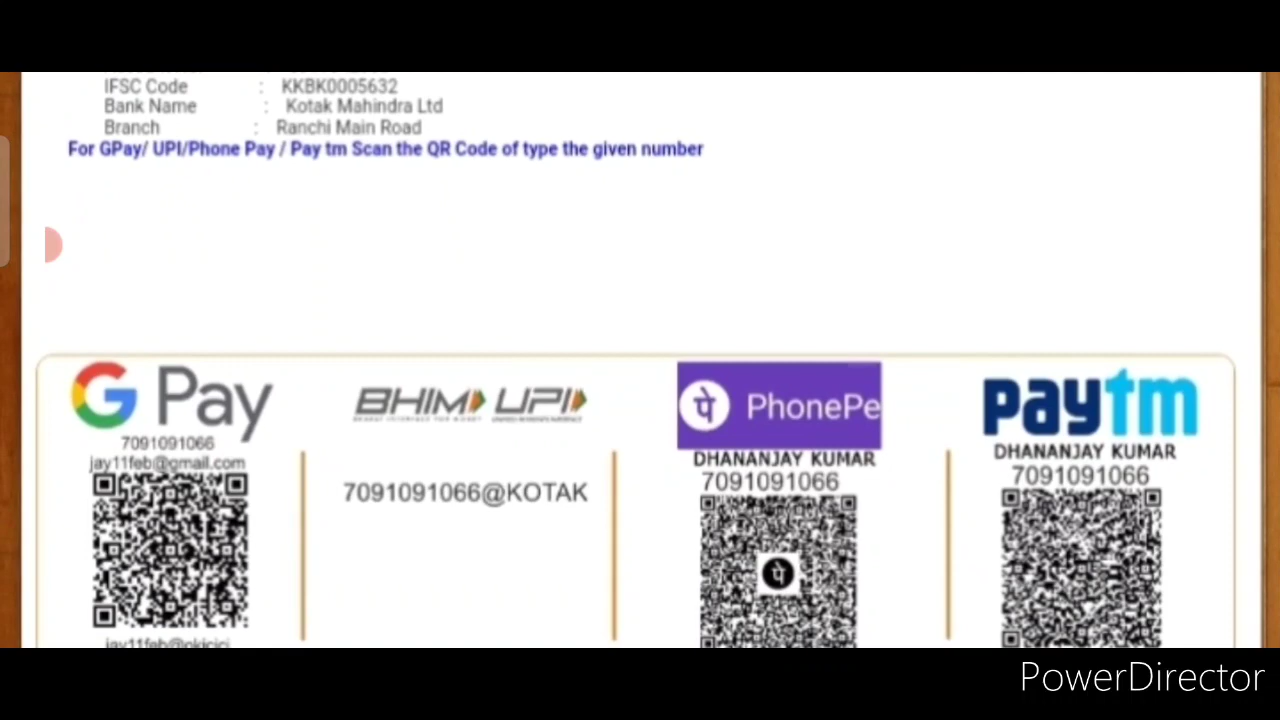 IFSC Code : KKBK0005632
Bank Name : Kotak Mahindra Ltd
Branch : Ranchi Main Road
For GPay/ UPI/Phone Pay / Pay tm Scan the QR Code of type the given number
G Pay
7091091066
jay11feb@gmail.com
BHIM UPI
7091091066@KOTAK
पे PhonePe
DHANANJAY KUMAR
7091091066
पे
paytm
DHANANJAY KUMAR
7091091066
PowerDirector